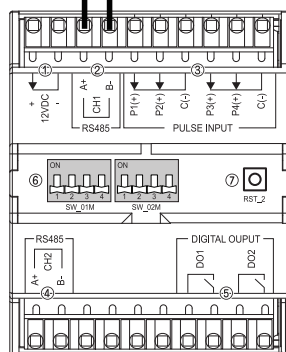 ① ② ③
+ 12VDC -
A+ CH1 B-
P1(+) P2(+) C(-) P3(+) P4(+) C(-)
RS485 PULSE INPUT
ON ON
⑥ ⑦
1 2 3 4 1 2 3 4
SW_01M SW_02M RST_2
RS485 DIGITAL OUPUT
A+ CH2 B- DO1 DO2
④ ⑤